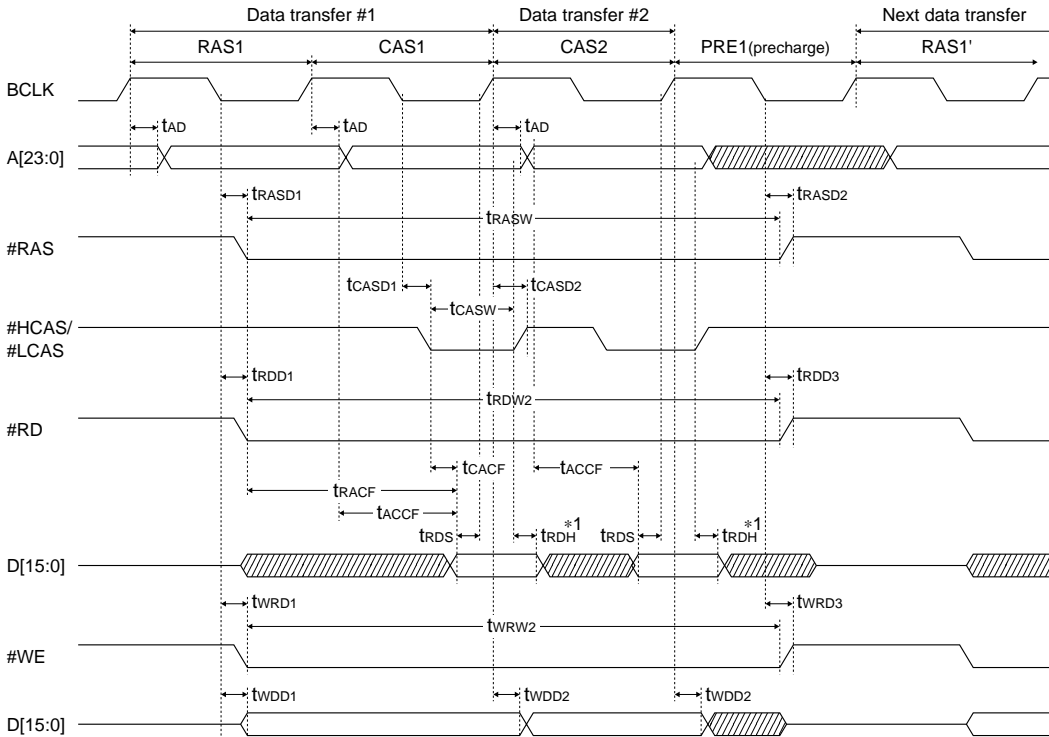 Data transfer #1 Data transfer #2 Next data transfer
RAS1 CAS1 CAS2 PRE1(precharge) RAS1'
BCLK
tAD tAD tAD
A[23:0]
tRASD1 tRASD2
tRASW
#RAS
tCASD1 tCASD2
tCASW
#HCAS/
#LCAS
tRDD1 tRDD3
tRDW2
#RD
tCACF tACCF
tRACF
tACCF
tRDS tRDH*1 tRDS tRDH*1
D[15:0]
tWRD1 tWRD3
tWRW2
#WE
tWDD1 tWDD2 tWDD2
D[15:0]